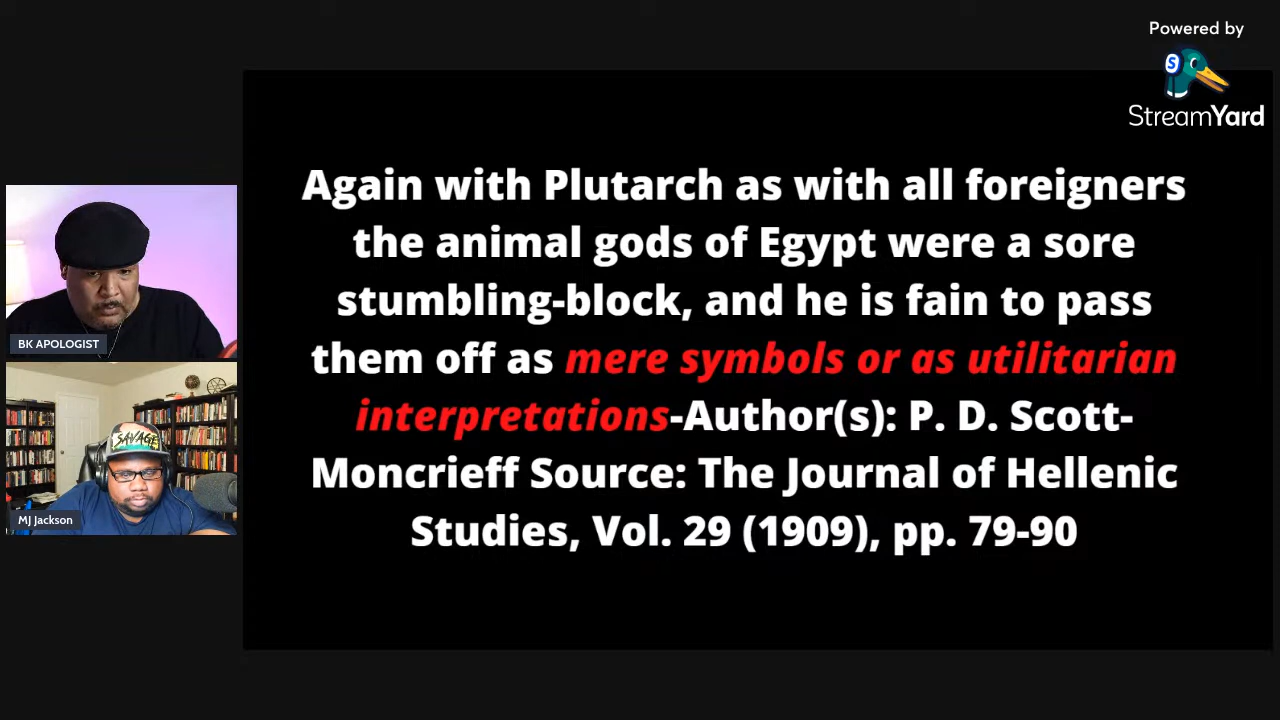 Powered by
StreamYard
Again with Plutarch as with all foreigners
the animal gods of Egypt were a sore
stumbling-block, and he is fain to pass
them off as mere symbols or as utilitarian
interpretations-Author(s): P. D. Scott-
Moncrieff Source: The Journal of Hellenic
Studies, Vol. 29 (1909), pp. 79-90
BK APOLOGIST
SAVAGE
MJ Jackson